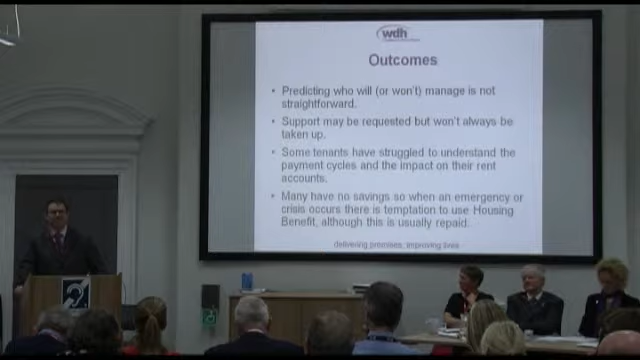 wdh
Outcomes
• Predicting who will (or won't) manage is not
straightforward.
• Support may be requested but won't always be
taken up.
• Some tenants have struggled to understand the
payment cycles and the impact on their rent
accounts.
• Many have no savings so when an emergency or
crisis occurs there is temptation to use Housing
Benefit, although this is usually repaid.
delivering promises, improving lives